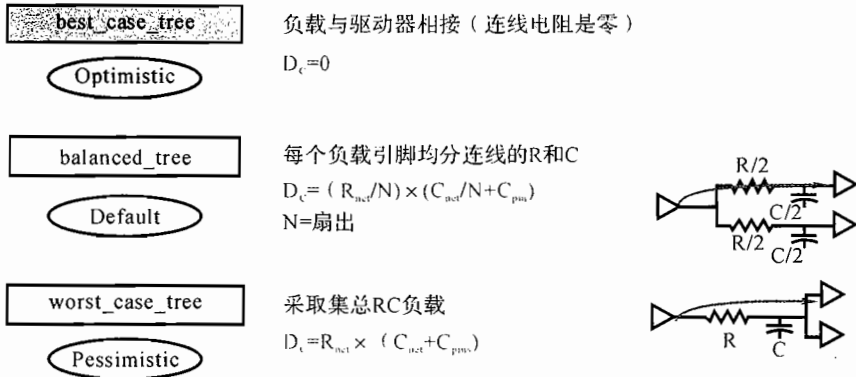 best_case_tree
负载与驱动器相接（连线电阻是零）
Optimistic
D_c=0
balanced_tree
每个负载引脚均分连线的R和C
Default
D_c=（R_net/N）×（C_net/N+C_pin）
N=扇出
R/2
C/2
R/2
C/2
worst_case_tree
采取集总RC负载
Pessimistic
D_c=R_net×（C_net+C_pins）
R
C